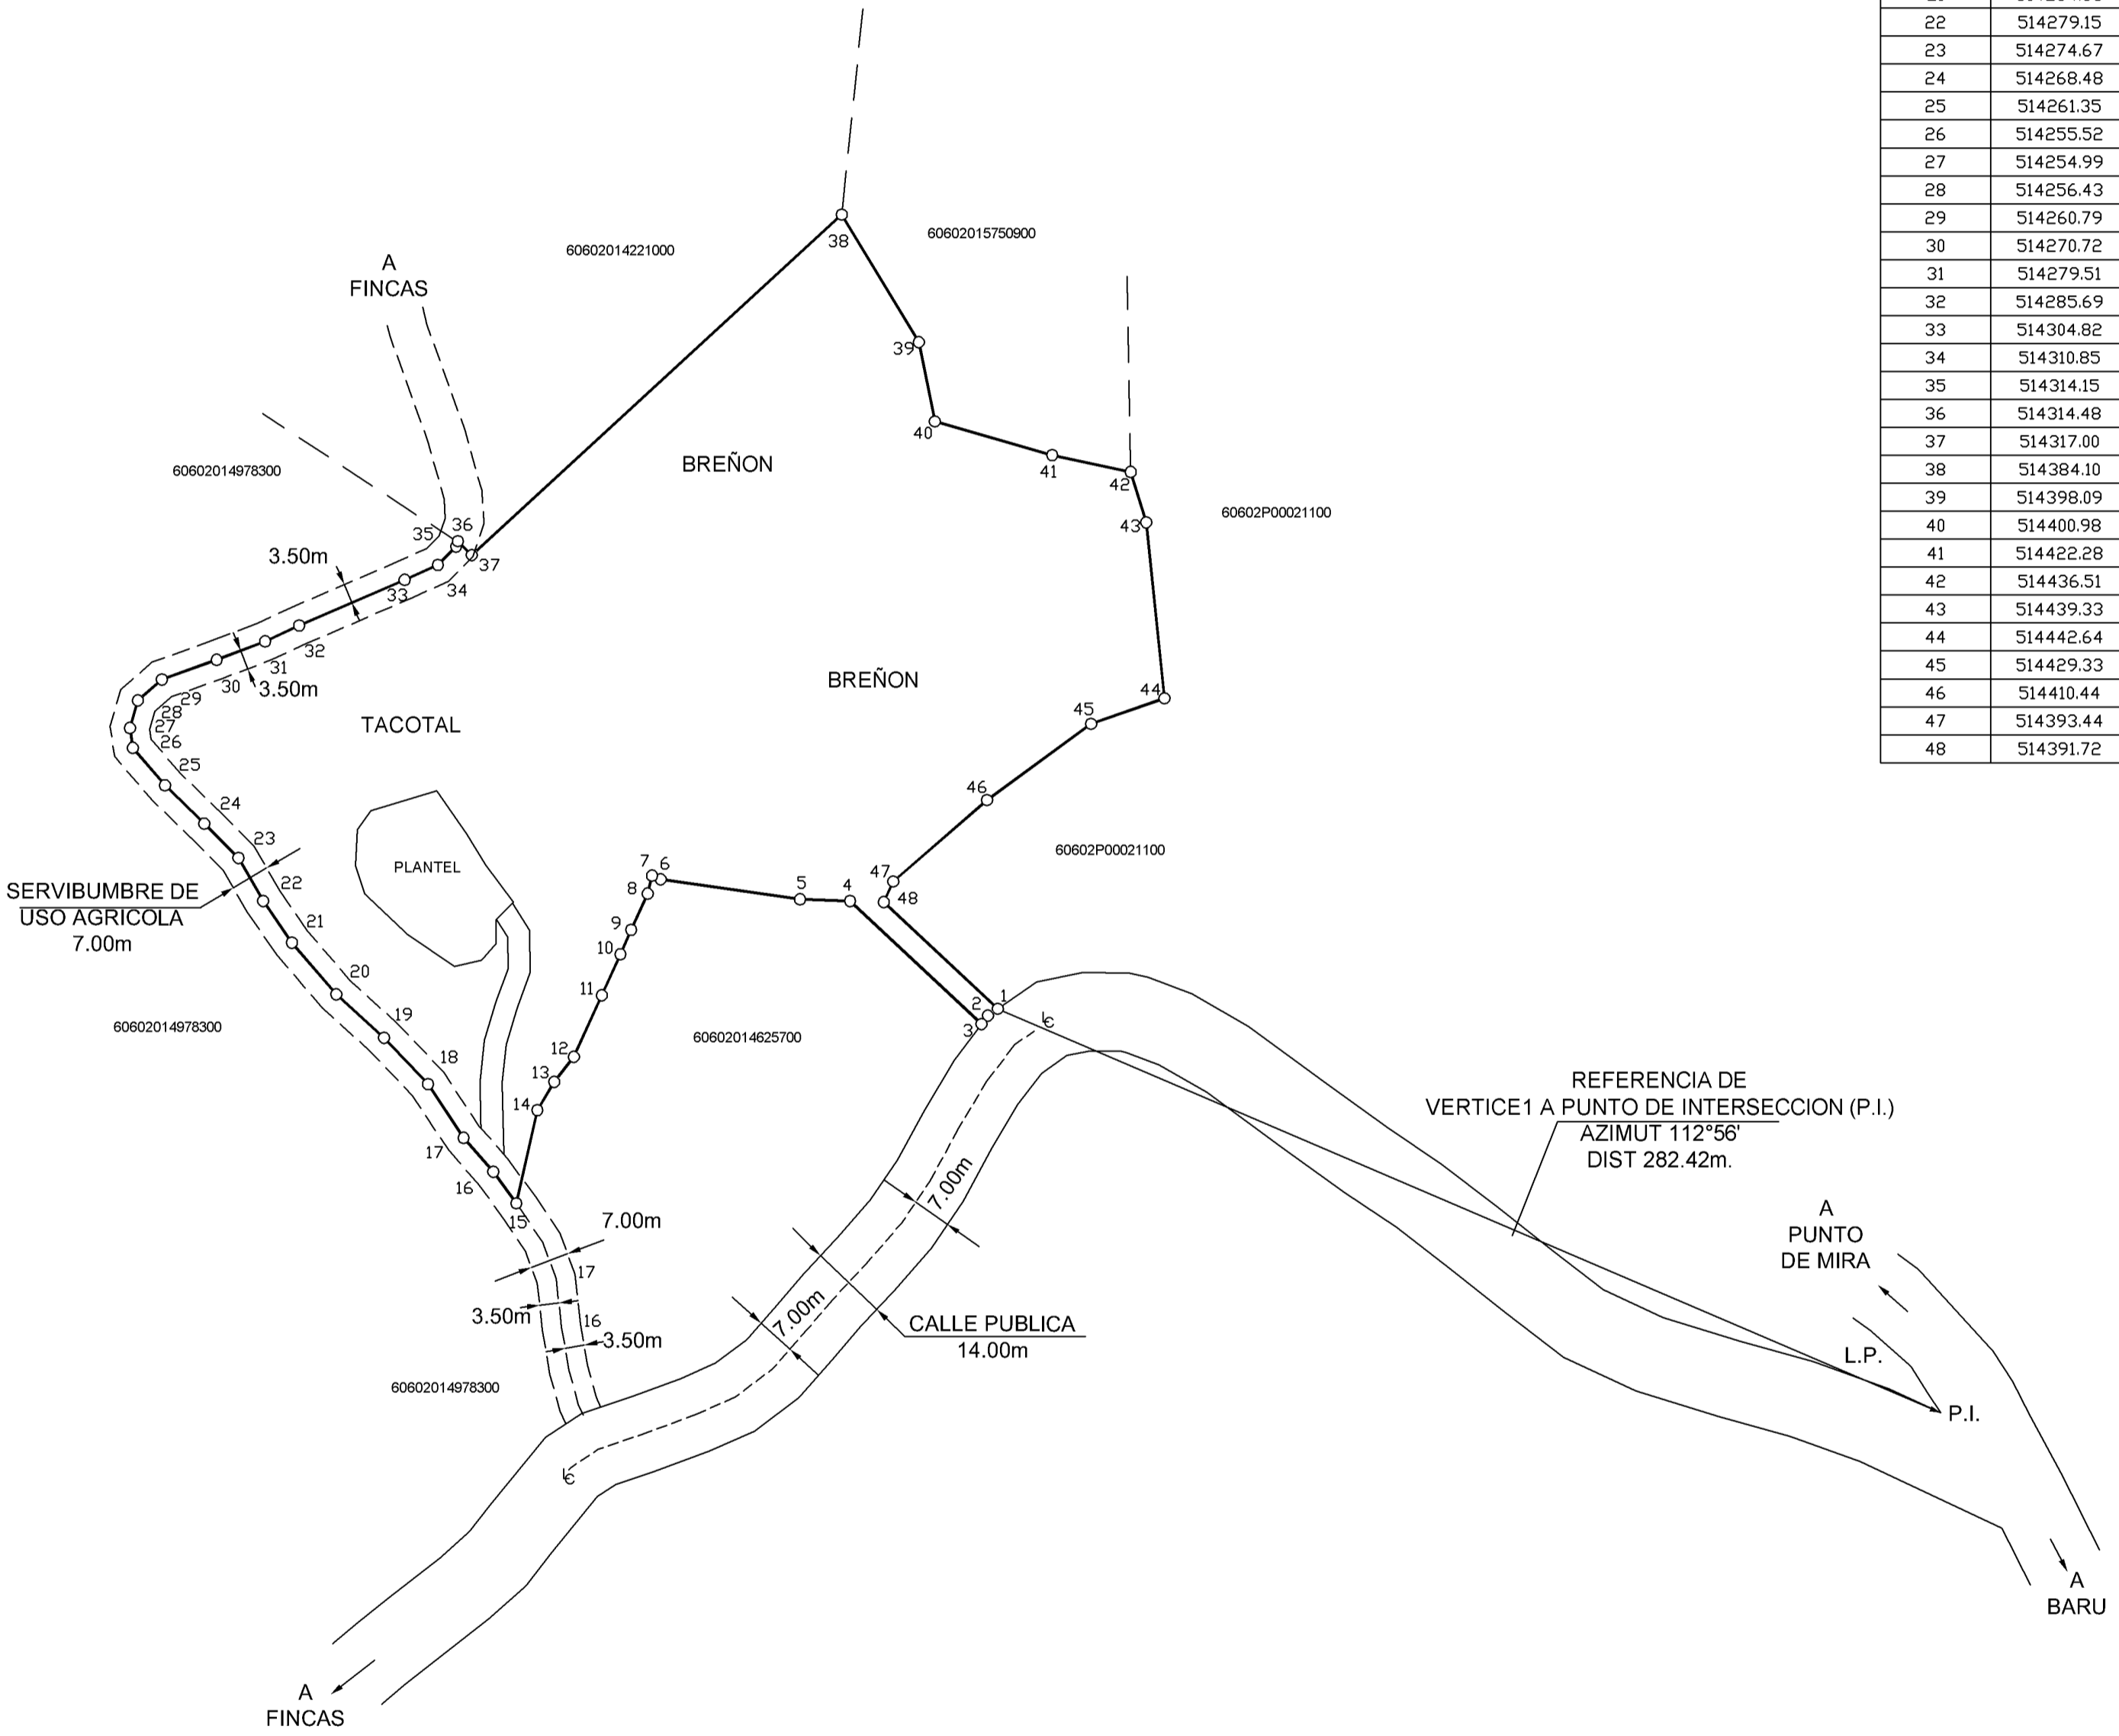 22 514279.15
23 514274.67
24 514268.48
25 514261.35
26 514255.52
27 514254.99
28 514256.43
29 514260.79
30 514270.72
31 514279.51
32 514285.69
33 514304.82
34 514310.85
35 514314.15
36 514314.48
37 514317.00
38 514384.10
39 514398.09
40 514400.98
41 514422.28
42 514436.51
43 514439.33
44 514442.64
45 514429.33
46 514410.44
47 514393.44
48 514391.72
38
60602015750900
60602014221000
A
FINCAS
39
40
BREÑON
41
42
60602014978300
60602P00021100
43
35
36
37
3.50m
33
34
32
31
30
3.50m
29
28
27
26
25
24
23
22
21
20
19
18
17
16
15
BREÑON
TACOTAL
44
45
46
47
48
60602P00021100
PLANTEL
SERVIBUMBRE DE
USO AGRICOLA
7.00m
7
6
8
5
4
9
10
11
12
13
14
1
2
3
60602014978300
60602014625700
REFERENCIA DE
VERTICE1 A PUNTO DE INTERSECCION (P.I.)
AZIMUT 112°56'
DIST 282.42m.
7.00m
7.00m
17
3.50m
16
3.50m
7.00m
CALLE PUBLICA
14.00m
A
PUNTO
DE MIRA
L.P.
P.I.
60602014978300
A
BARU
A
FINCAS